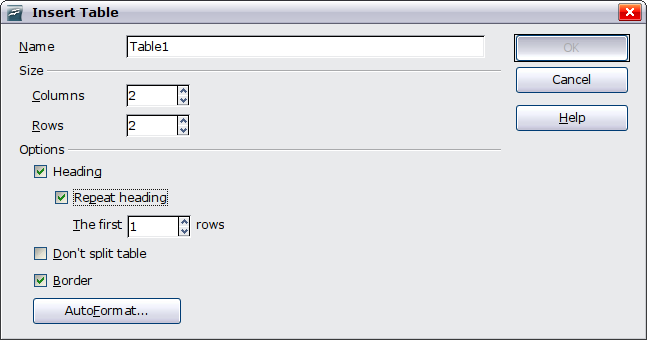 Insert Table
Name Table1 OK
Size
Cancel
Columns 2
Rows 2 Help
Options
Heading
Repeat heading
The first 1 rows
Don't split table
Border
AutoFormat...